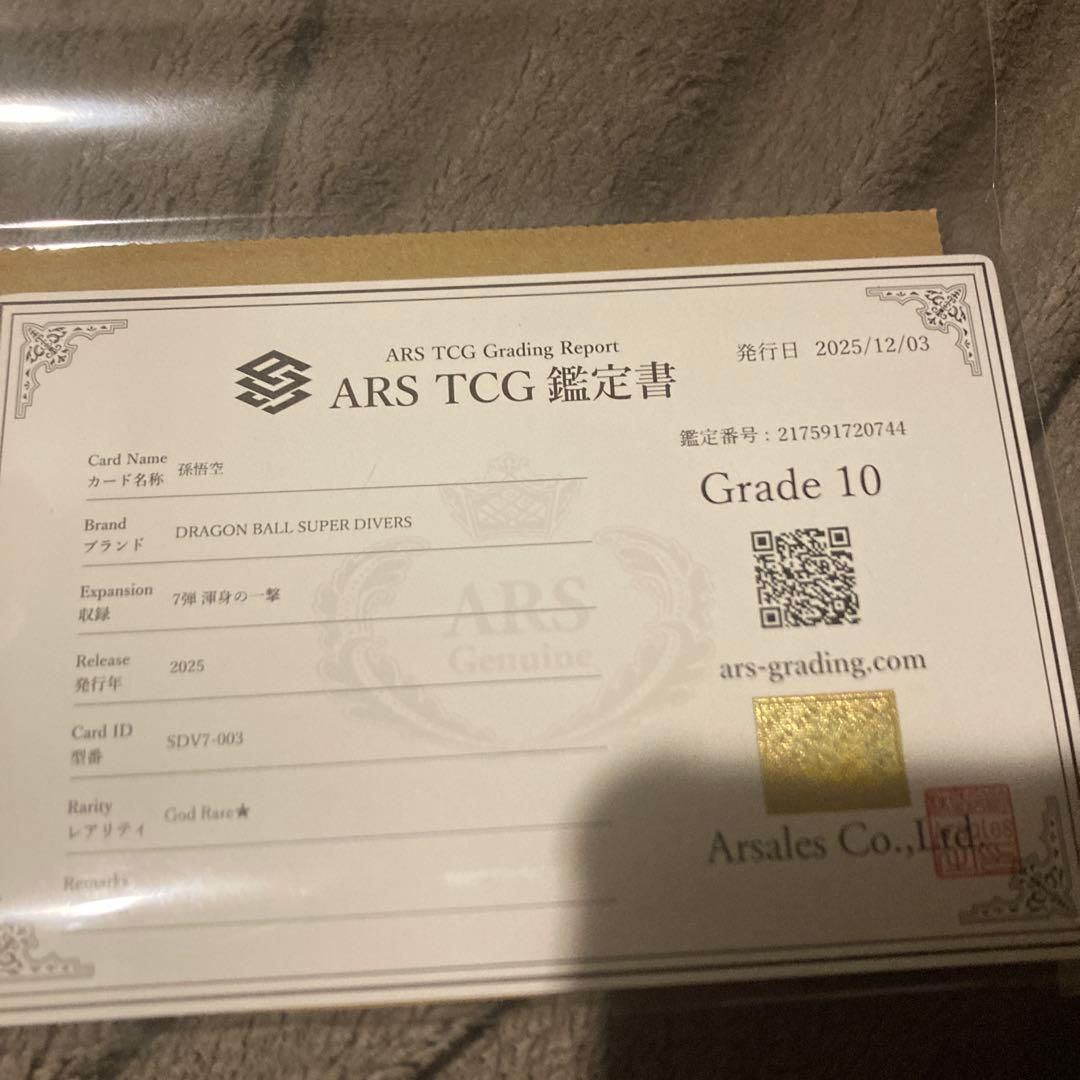 ARS TCG Grading Report
ARS TCG 鑑定書
発行日 2025/12/03
鑑定番号：217591720744
Grade 10
ars-grading.com
Arsales Co.,Ltd.
Card Name
カード名称 孫悟空
Brand
ブランド DRAGON BALL SUPER DIVERS
Expansion
収録 7弾 渾身の一撃
Release
発行年 2025
Card ID
型番 SDV7-003
Rarity
レアリティ God Rare★
Remarks
ARS
Genuine